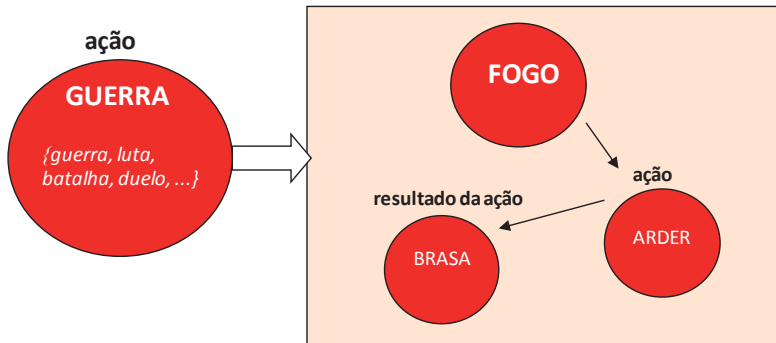 ação
GUERRA
{guerra, luta,
batalha, duelo, ...}
FOGO
ação
resultado da ação
ARDER
BRASA